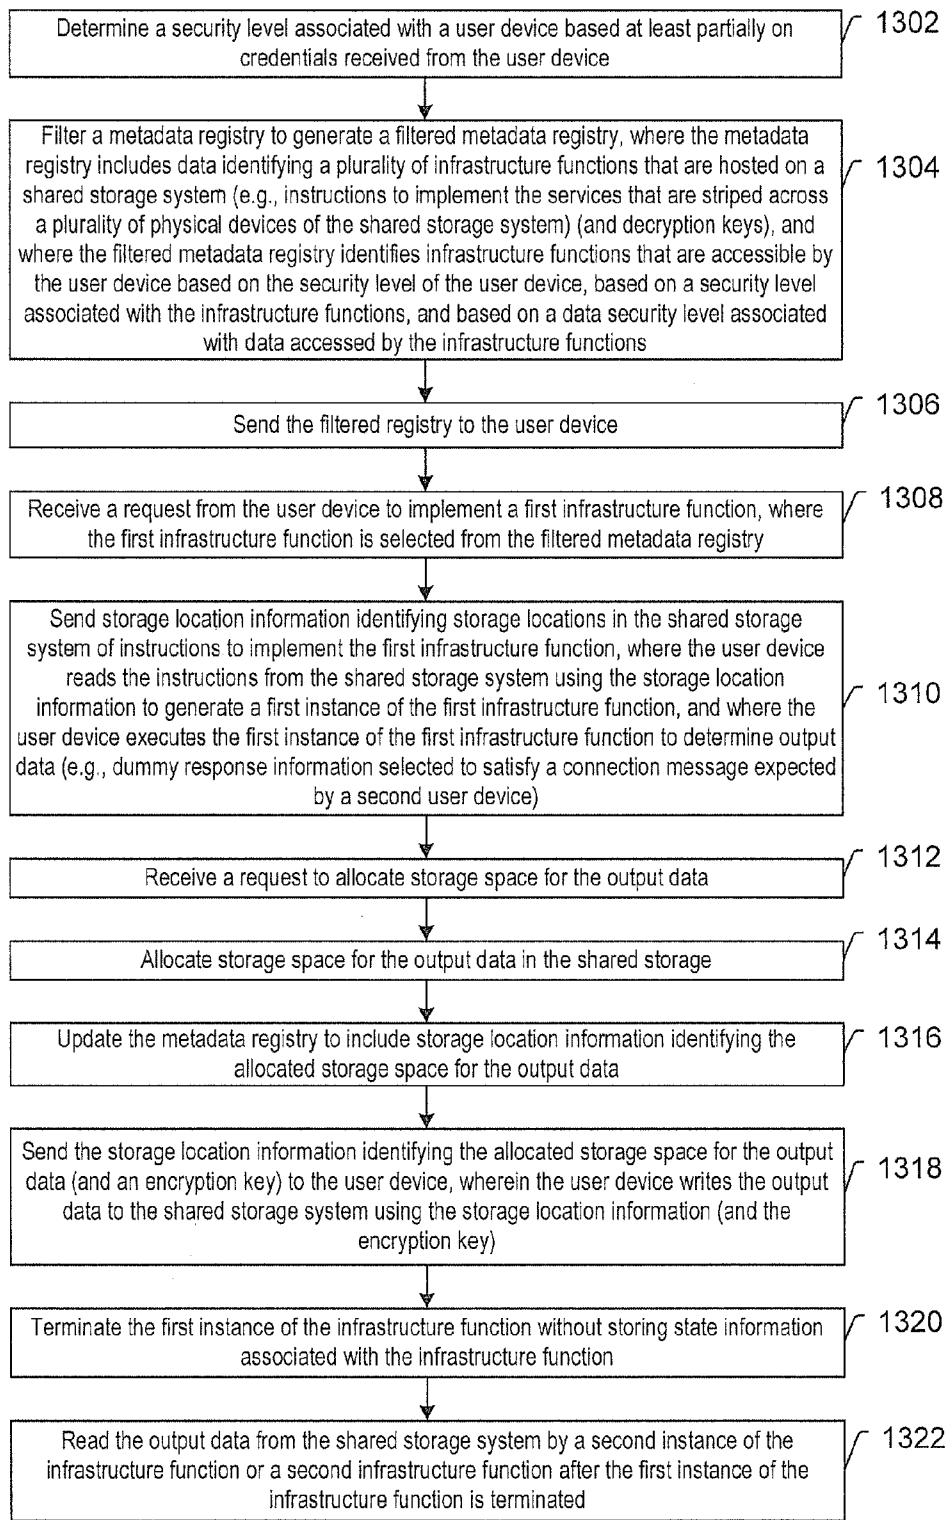 Determine a security level associated with a user device based at least partially on
credentials received from the user device
1302
Filter a metadata registry to generate a filtered metadata registry, where the metadata
registry includes data identifying a plurality of infrastructure functions that are hosted on a
shared storage system (e.g., instructions to implement the services that are striped across
a plurality of physical devices of the shared storage system) (and decryption keys), and
where the filtered metadata registry identifies infrastructure functions that are accessible by
the user device based on the security level of the user device, based on a security level
associated with the infrastructure functions, and based on a data security level associated
with data accessed by the infrastructure functions
1304
Send the filtered registry to the user device
1306
Receive a request from the user device to implement a first infrastructure function, where
the first infrastructure function is selected from the filtered metadata registry
1308
Send storage location information identifying storage locations in the shared storage
system of instructions to implement the first infrastructure function, where the user device
reads the instructions from the shared storage system using the storage location
information to generate a first instance of the first infrastructure function, and where the
user device executes the first instance of the first infrastructure function to determine output
data (e.g., dummy response information selected to satisfy a connection message expected
by a second user device)
1310
Receive a request to allocate storage space for the output data
1312
Allocate storage space for the output data in the shared storage
1314
Update the metadata registry to include storage location information identifying the
allocated storage space for the output data
1316
Send the storage location information identifying the allocated storage space for the output
data (and an encryption key) to the user device, wherein the user device writes the output
data to the shared storage system using the storage location information (and the
encryption key)
1318
Terminate the first instance of the infrastructure function without storing state information
associated with the infrastructure function
1320
Read the output data from the shared storage system by a second instance of the
infrastructure function or a second infrastructure function after the first instance of the
infrastructure function is terminated
1322